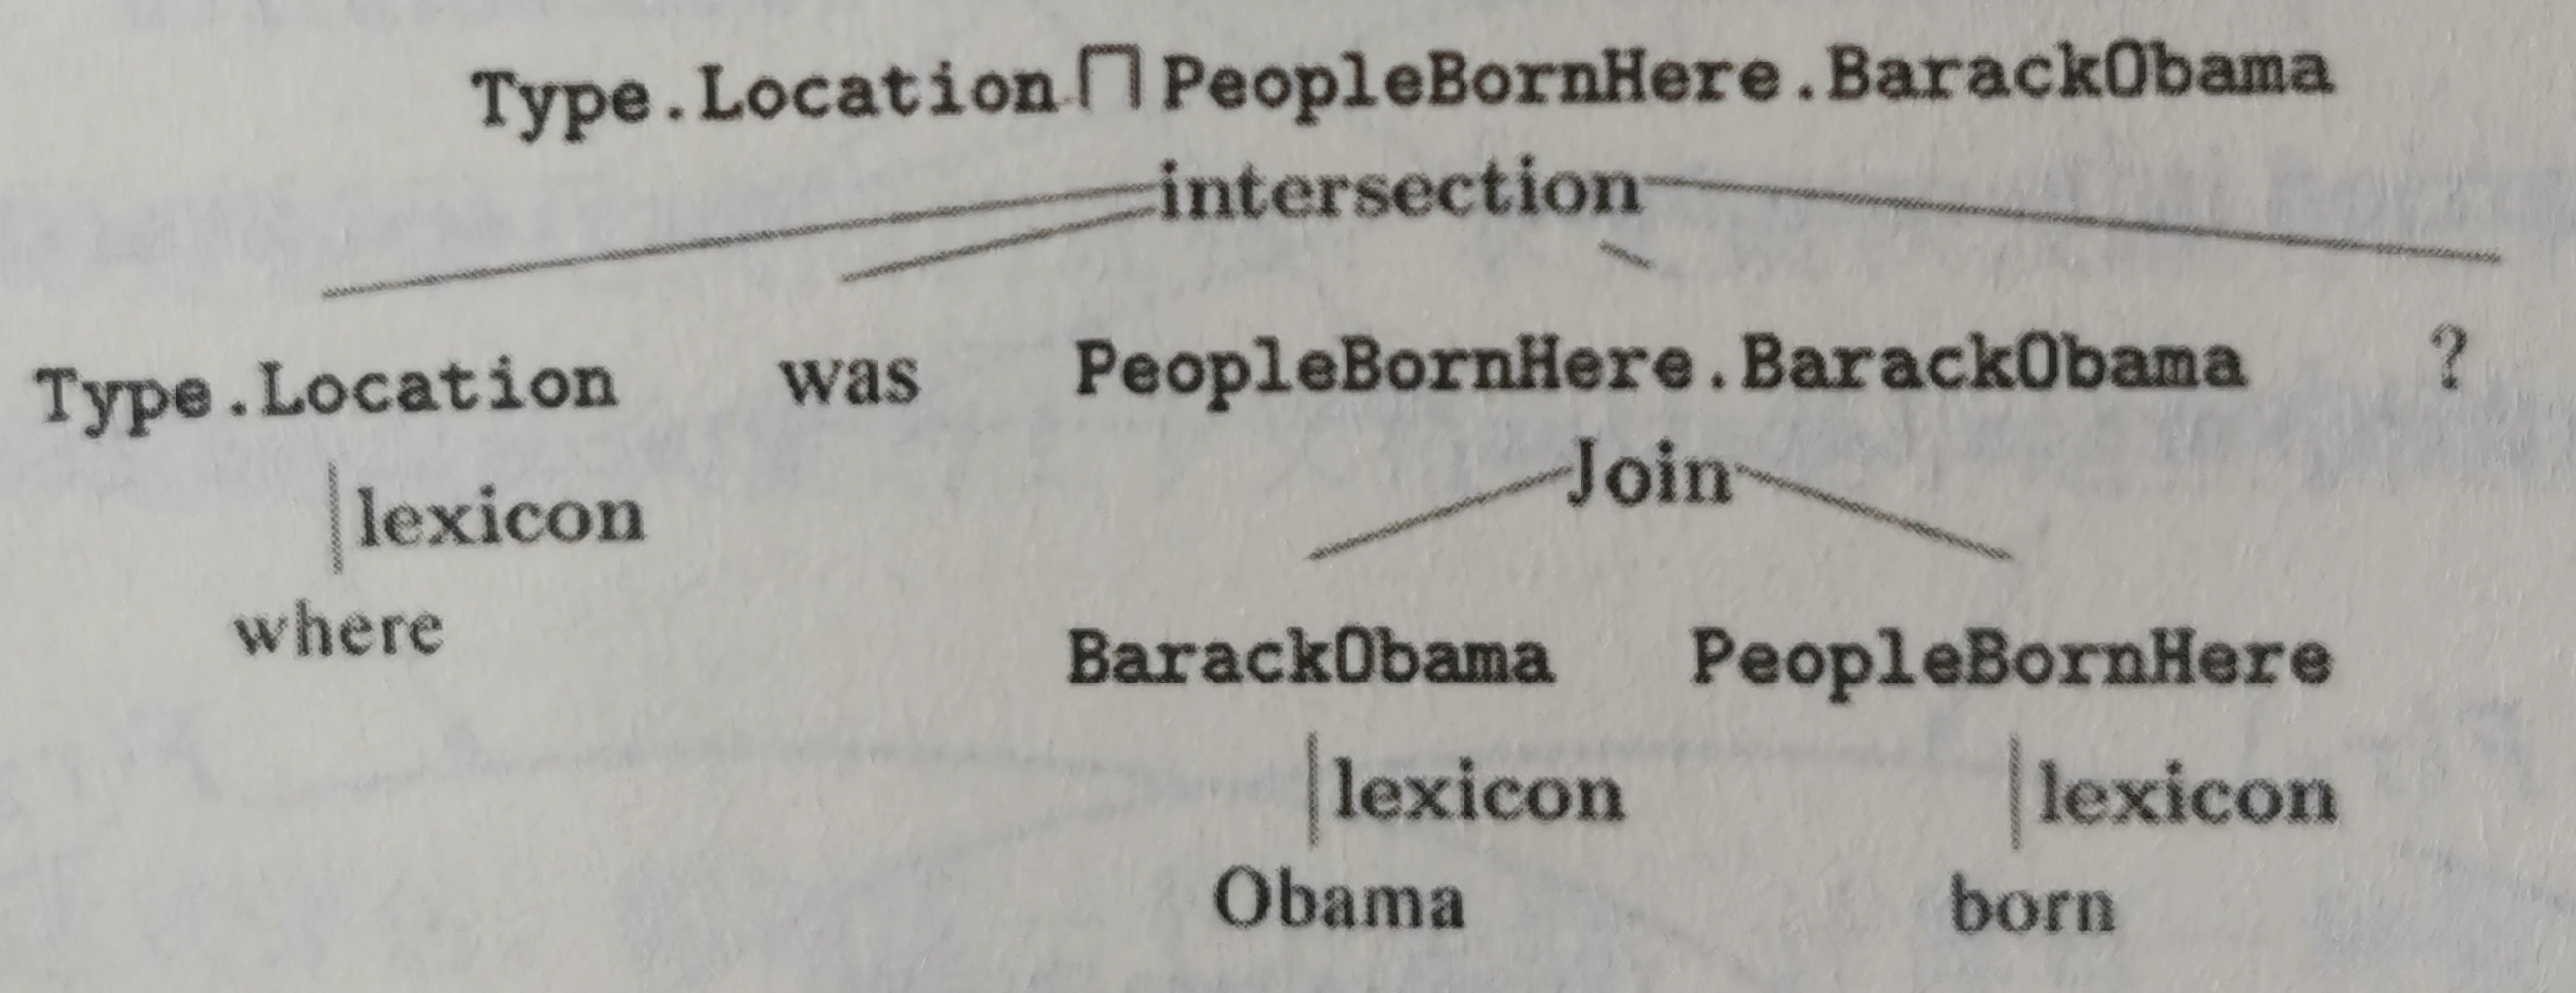 Type.Location⊓PeopleBornHere.BarackObama
intersection
Type.Location was PeopleBornHere.BarackObama ?
lexicon Join
where
BarackObama PeopleBornHere
lexicon lexicon
Obama born